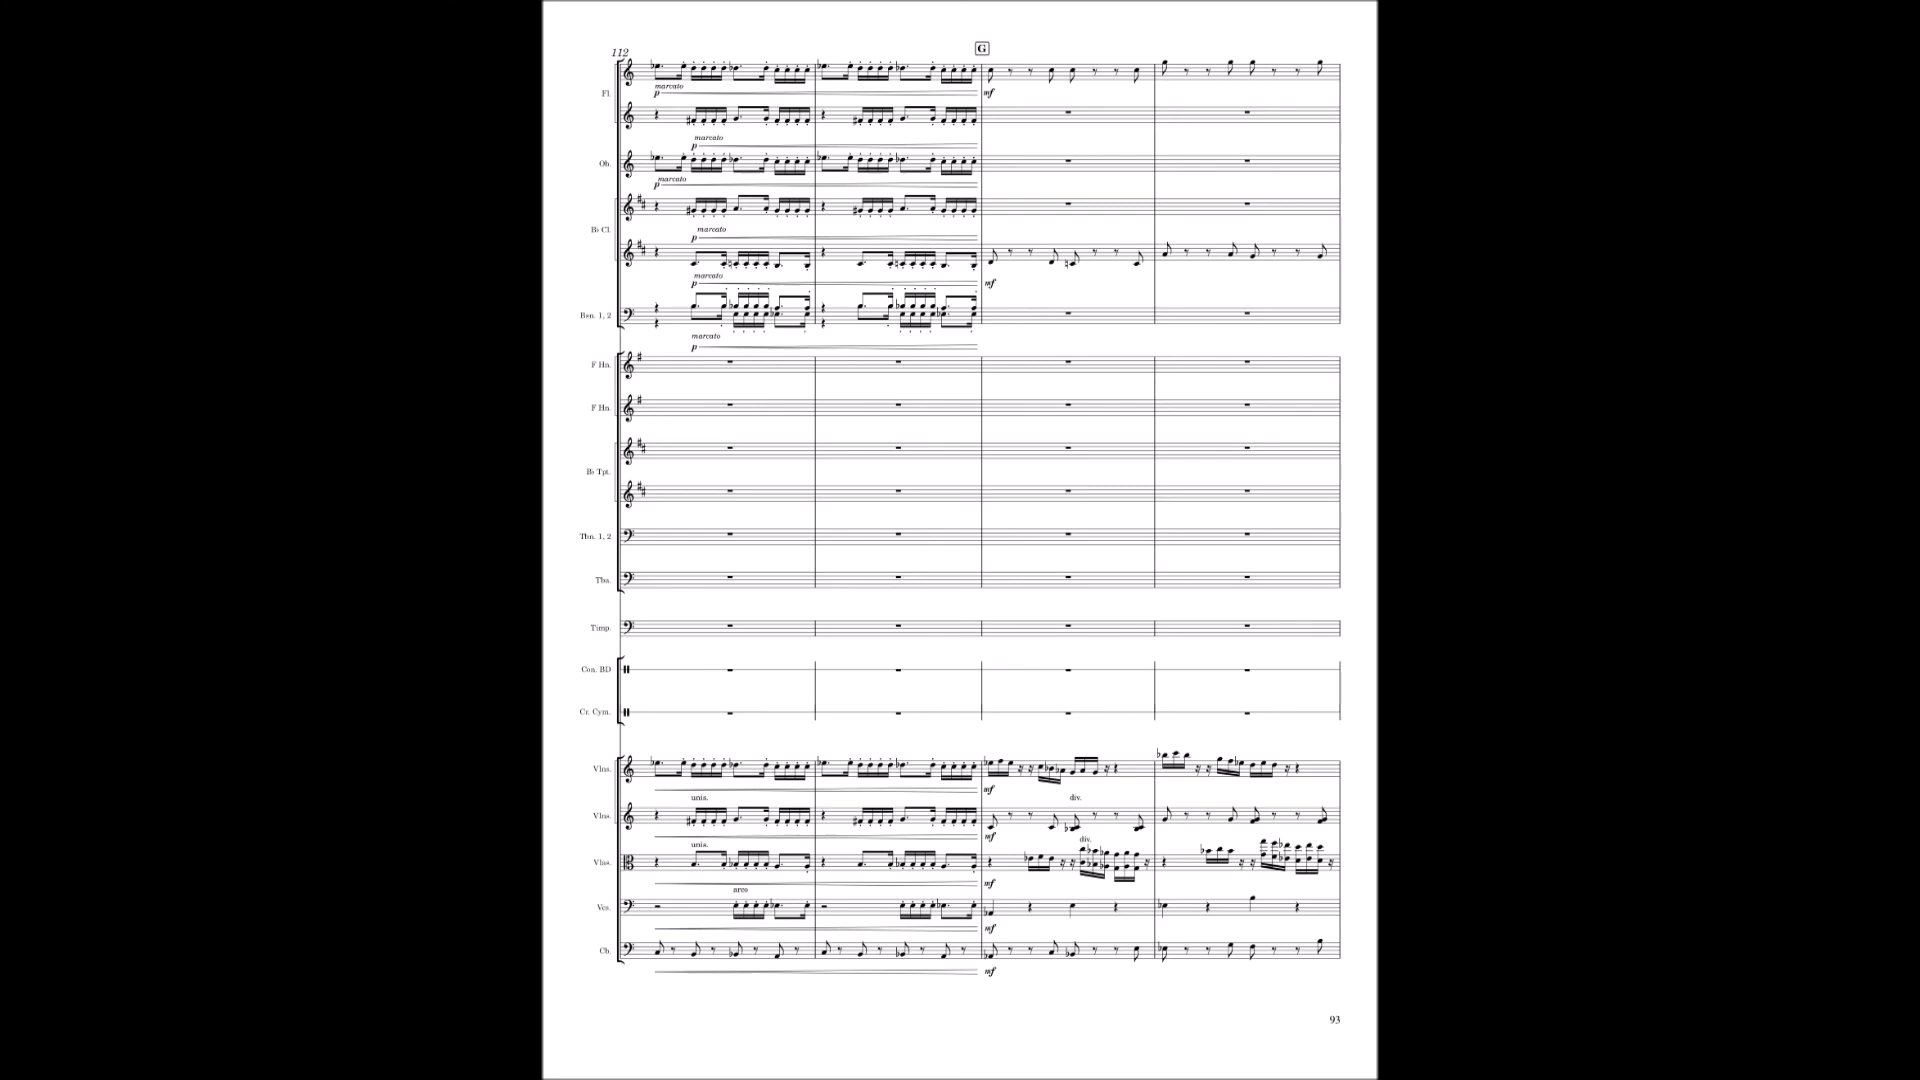 112
G
Fl.
marcato
p
mf
marcato
p
Ob.
marcato
p
B♭ Cl.
marcato
p
marcato
p
mf
Bsn. 1, 2
marcato
p
F Hn.
F Hn.
B♭ Tpt.
Tbn. 1, 2
Tba.
Timp.
Con. BD
Cr. Cym.
Vlns.
mf
unis.
div.
Vlns.
mf
unis.
div.
Vlas.
mf
arco
Vcs.
mf
Cb.
mf
93